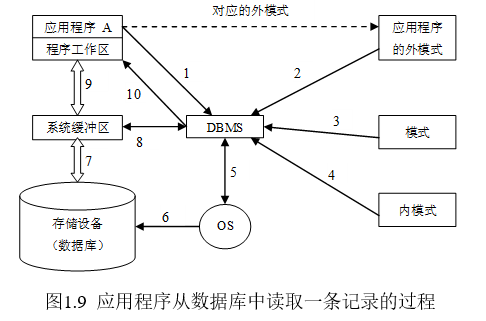 应用程序 A
程序工作区
对应的外模式
应用程序
的外模式
1
2
9
10
系统缓冲区
8
DBMS
3
模式
7
5
4
存储设备
(数据库)
6
OS
内模式
图1.9 应用程序从数据库中读取一条记录的过程